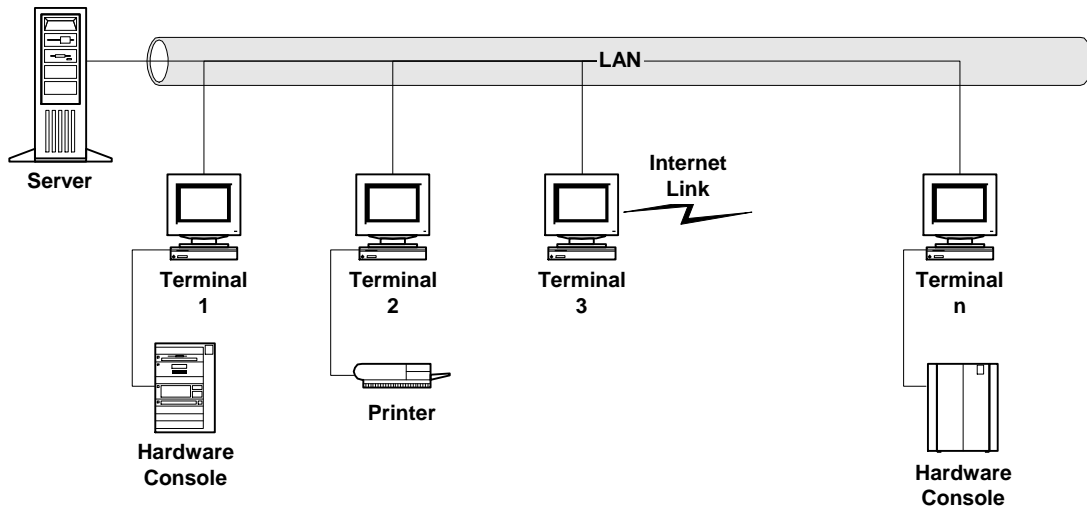 LAN
Server
Internet
Link
Terminal
1
Terminal
2
Terminal
3
Terminal
n
Hardware
Console
Printer
Hardware
Console